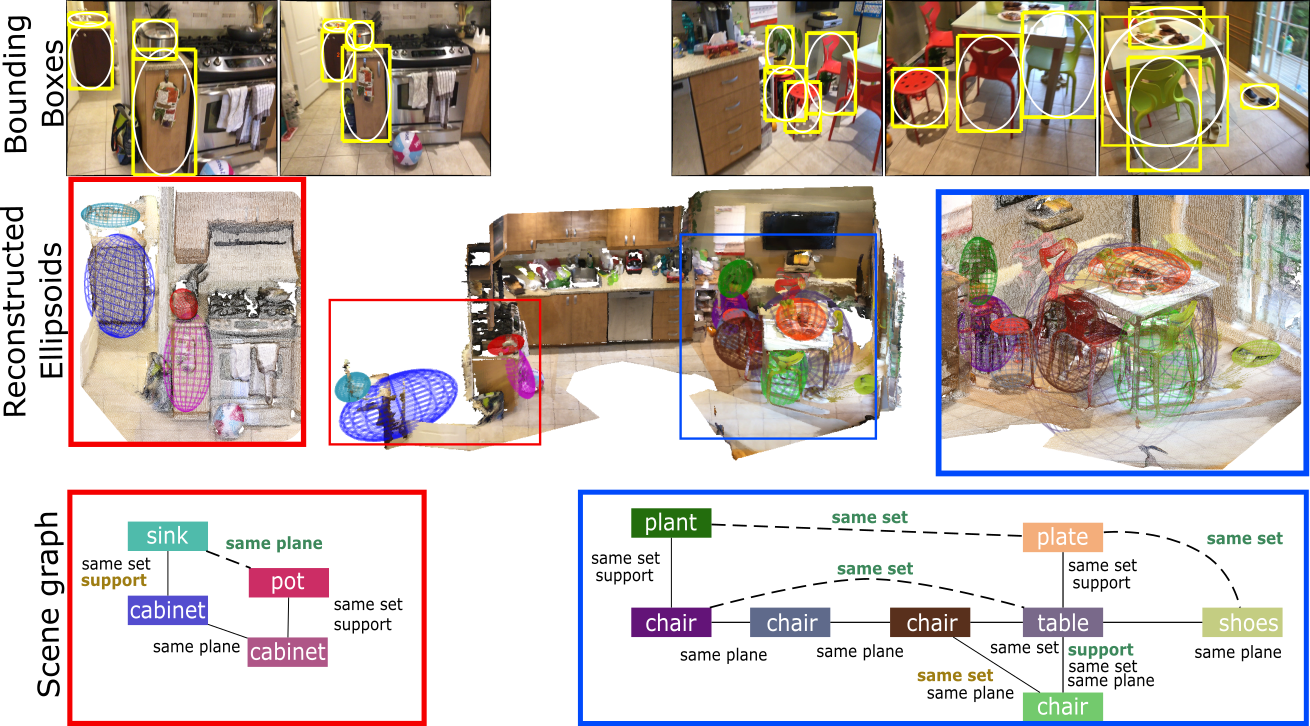 Bounding
Boxes
Reconstructed
Ellipsoids
Scene graph
sink
same plane
same set
support
pot
cabinet
same set
support
same plane
cabinet
plant
same set
plate
same set
same set
support
same set
same set
support
chair
chair
chair
table
shoes
same plane
same plane
same set
support
same plane
same set
same plane
same set
same plane
chair